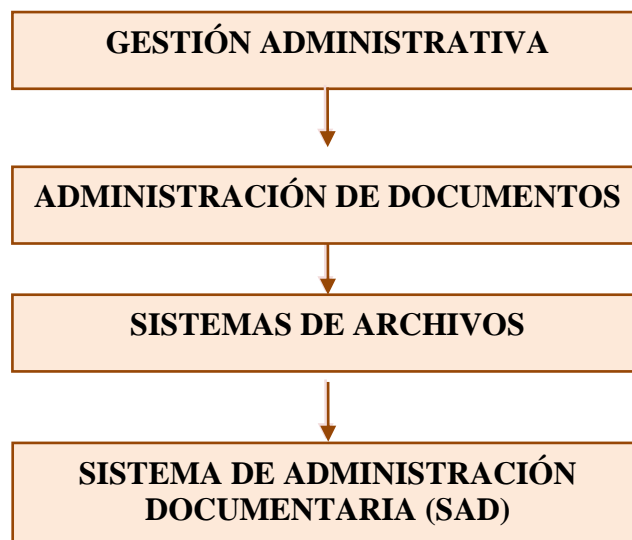 GESTIÓN ADMINISTRATIVA
ADMINISTRACIÓN DE DOCUMENTOS
SISTEMAS DE ARCHIVOS
SISTEMA DE ADMINISTRACIÓN
DOCUMENTARIA (SAD)